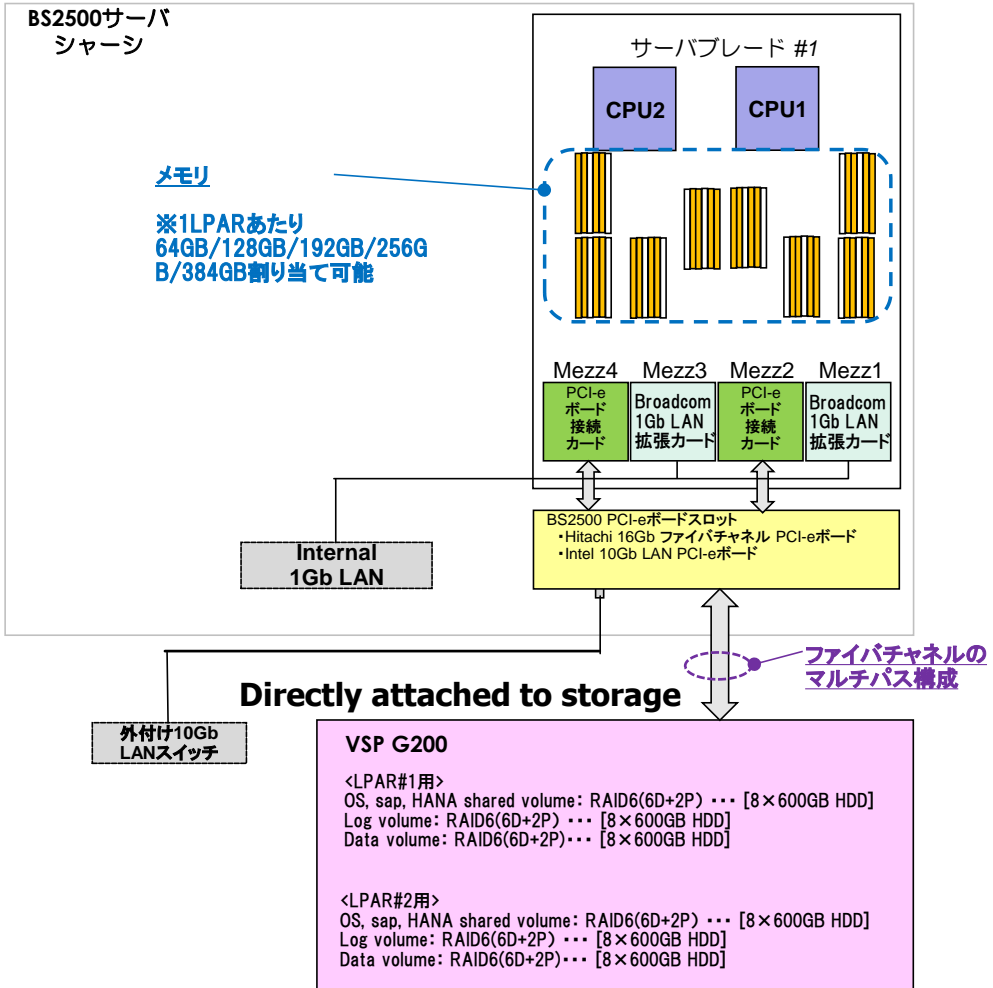 BS2500サーバ
シャーシ
サーバブレード #1
CPU2
CPU1
メモリ
※1LPARあたり
64GB/128GB/192GB/256G
B/384GB割り当て可能
Mezz4
Mezz3
Mezz2
Mezz1
PCI-e
ボード
接続
カード
Broadcom
1Gb LAN
拡張カード
PCI-e
ボード
接続
カード
Broadcom
1Gb LAN
拡張カード
BS2500 PCI-eボードスロット
・Hitachi 16Gb ファイバチャネル PCI-eボード
・Intel 10Gb LAN PCI-eボード
Internal
1Gb LAN
ファイバチャネルの
マルチパス構成
Directly attached to storage
外付け10Gb
LANスイッチ
VSP G200
<LPAR#1用>
OS, sap, HANA shared volume: RAID6(6D+2P) ・・・ [8×600GB HDD]
Log volume: RAID6(6D+2P) ・・・ [8×600GB HDD]
Data volume: RAID6(6D+2P)・・・ [8×600GB HDD]
<LPAR#2用>
OS, sap, HANA shared volume: RAID6(6D+2P) ・・・ [8×600GB HDD]
Log volume: RAID6(6D+2P) ・・・ [8×600GB HDD]
Data volume: RAID6(6D+2P)・・・ [8×600GB HDD]